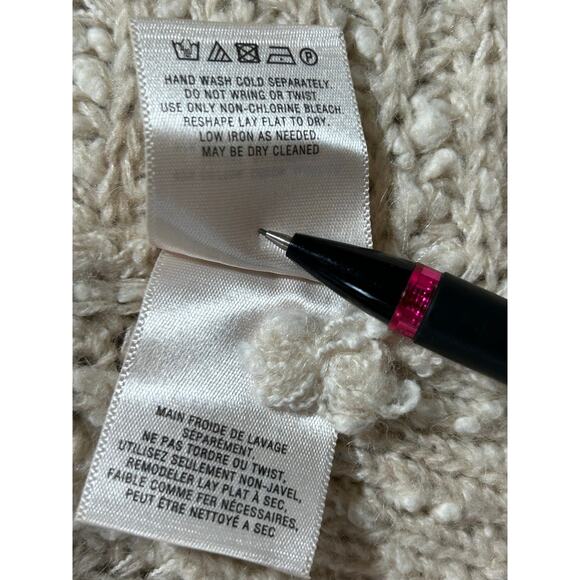 HAND WASH COLD SEPARATELY.
DO NOT WRING OR TWIST.
USE ONLY NON-CHLORINE BLEACH.
RESHAPE LAY FLAT TO DRY.
LOW IRON AS NEEDED.
MAY BE DRY CLEANED
MAIN FROIDE DE LAVAGE
SÉPARÉMENT.
NE PAS TORDRE OU TWIST,
UTILISEZ SEULEMENT NON-JAVEL,
REMODELER LAY PLAT À SEC,
FAIBLE COMME FER NÉCESSAIRES,
PEUT ÊTRE NETTOYÉ A SEC